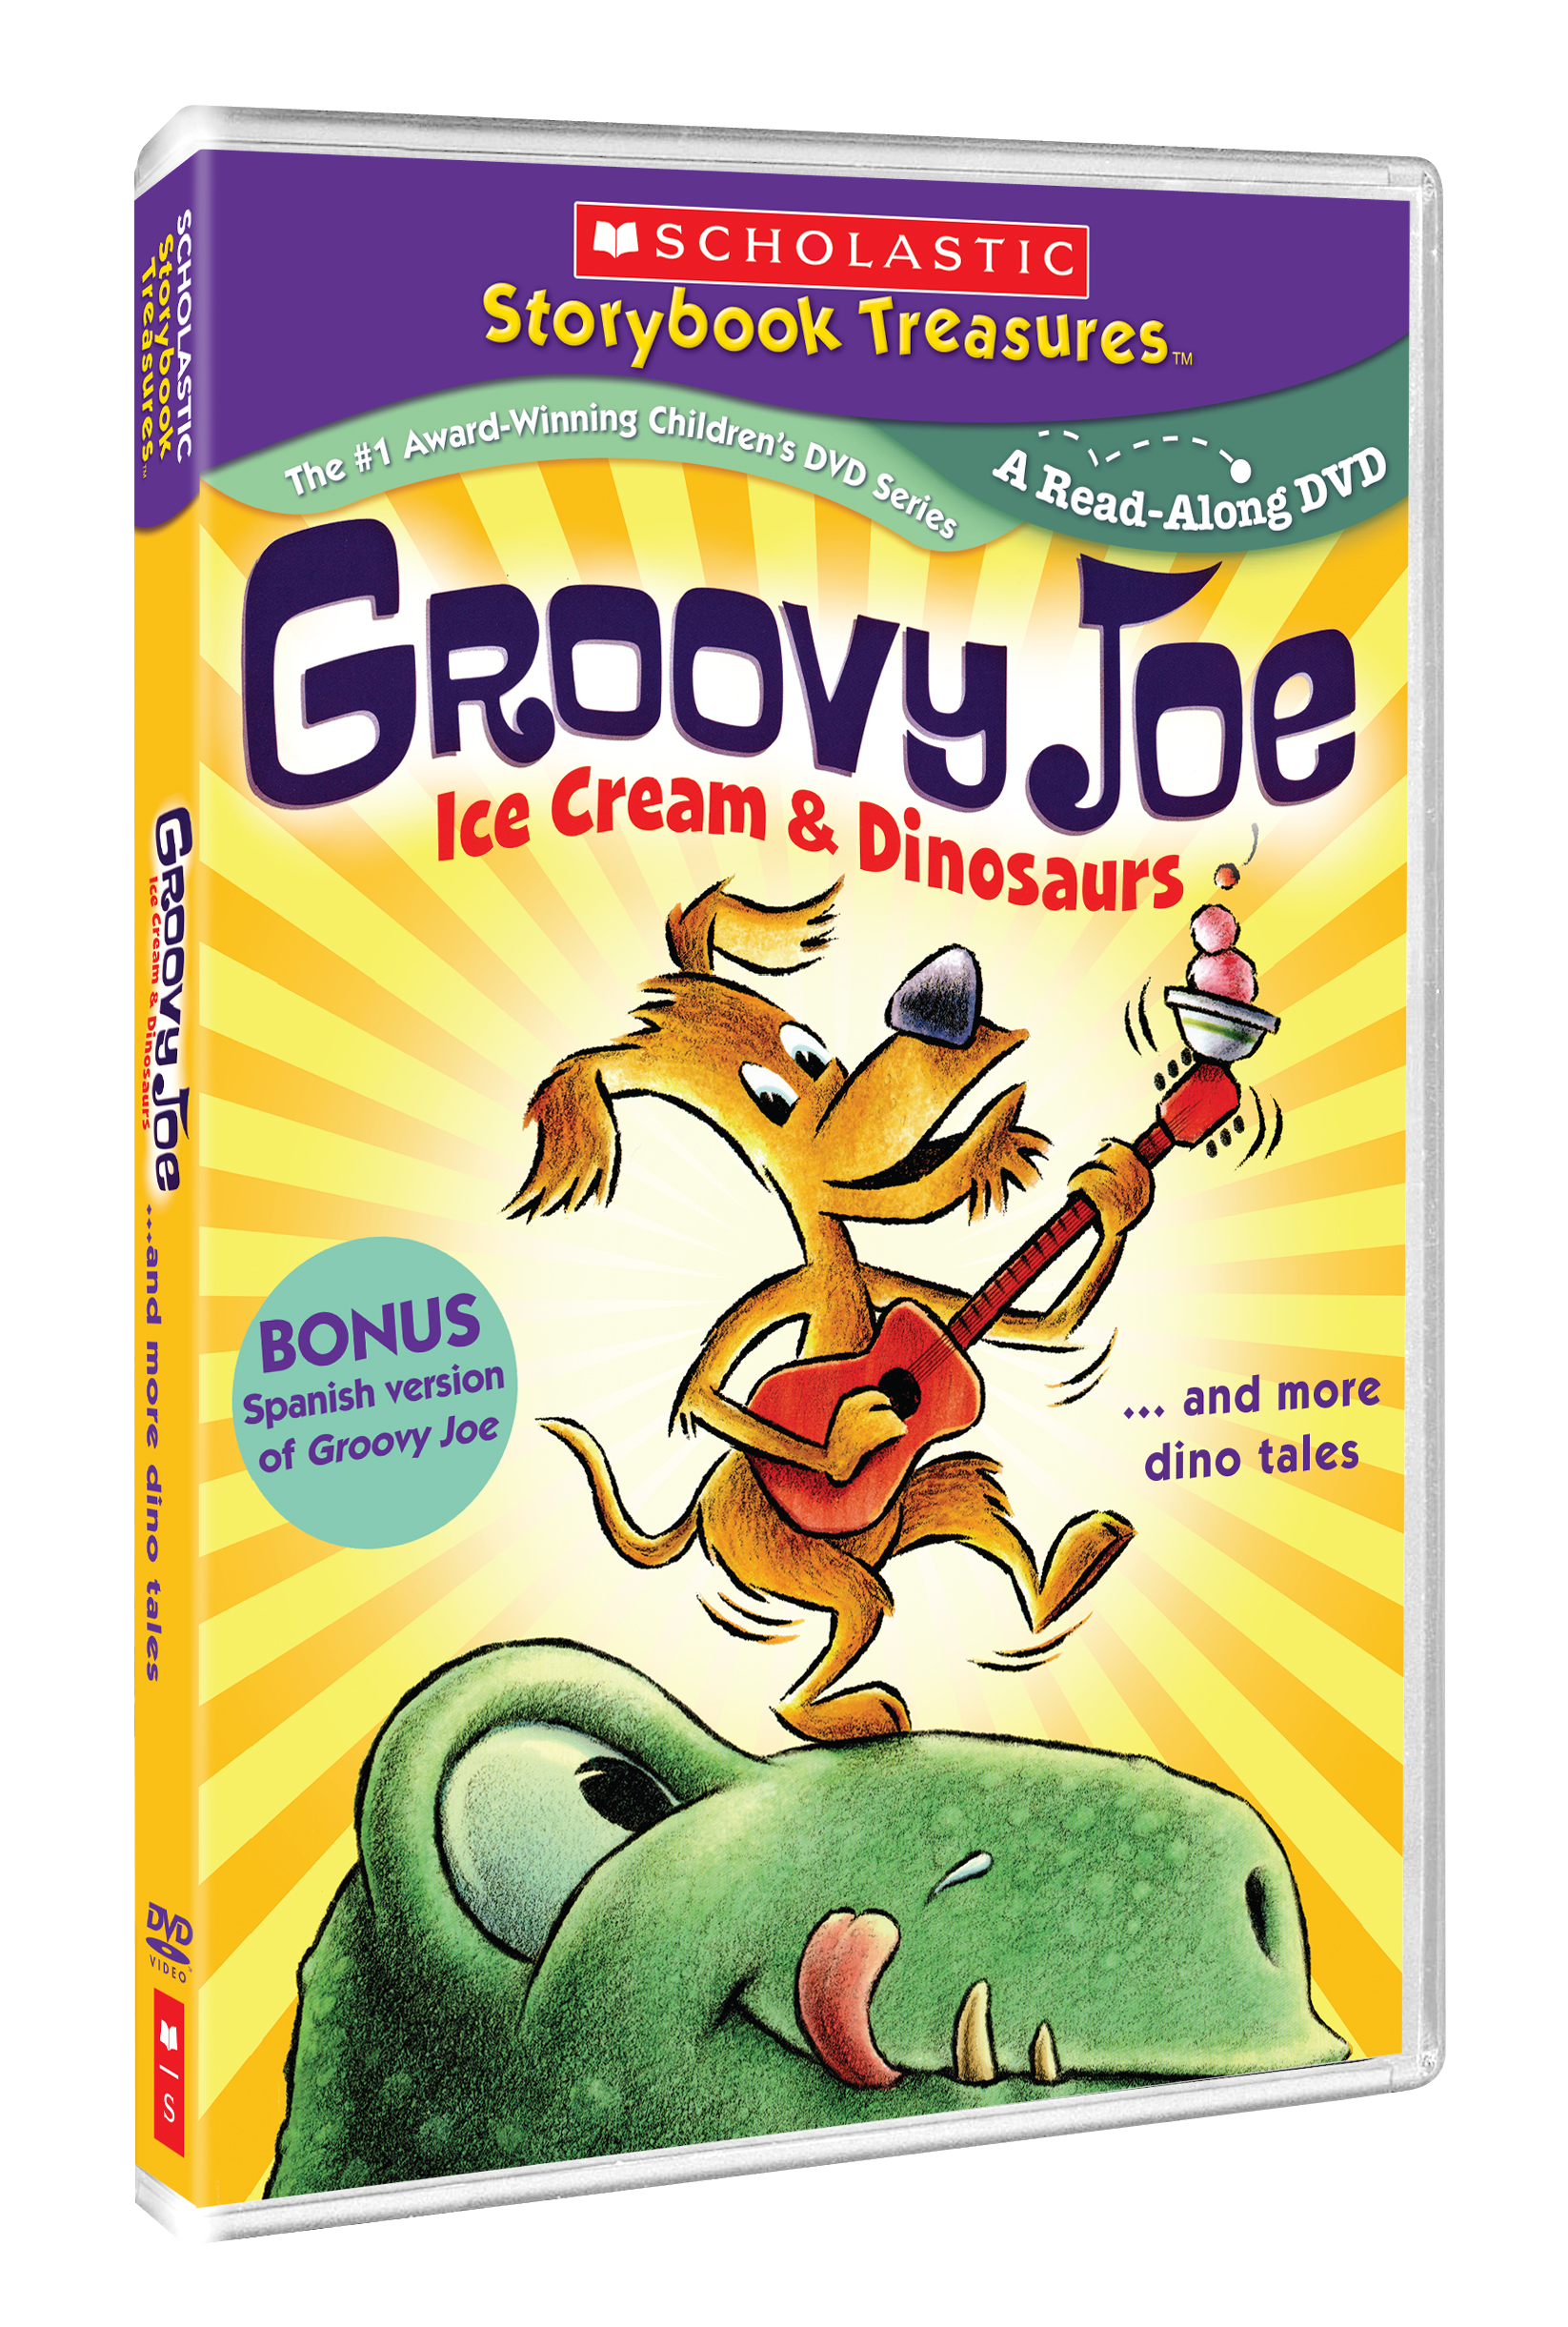 SCHOLASTIC
Storybook Treasures™
The #1 Award-Winning Children's DVD Series
A Read-Along DVD
GROOVY JOE
Ice Cream & Dinosaurs
BONUS
Spanish version
of Groovy Joe
... and more
dino tales
SCHOLASTIC
Storybook
Treasures™
GROOVY JOE
Ice Cream & Dinosaurs
...and more dino tales
DVD
VIDEO
S